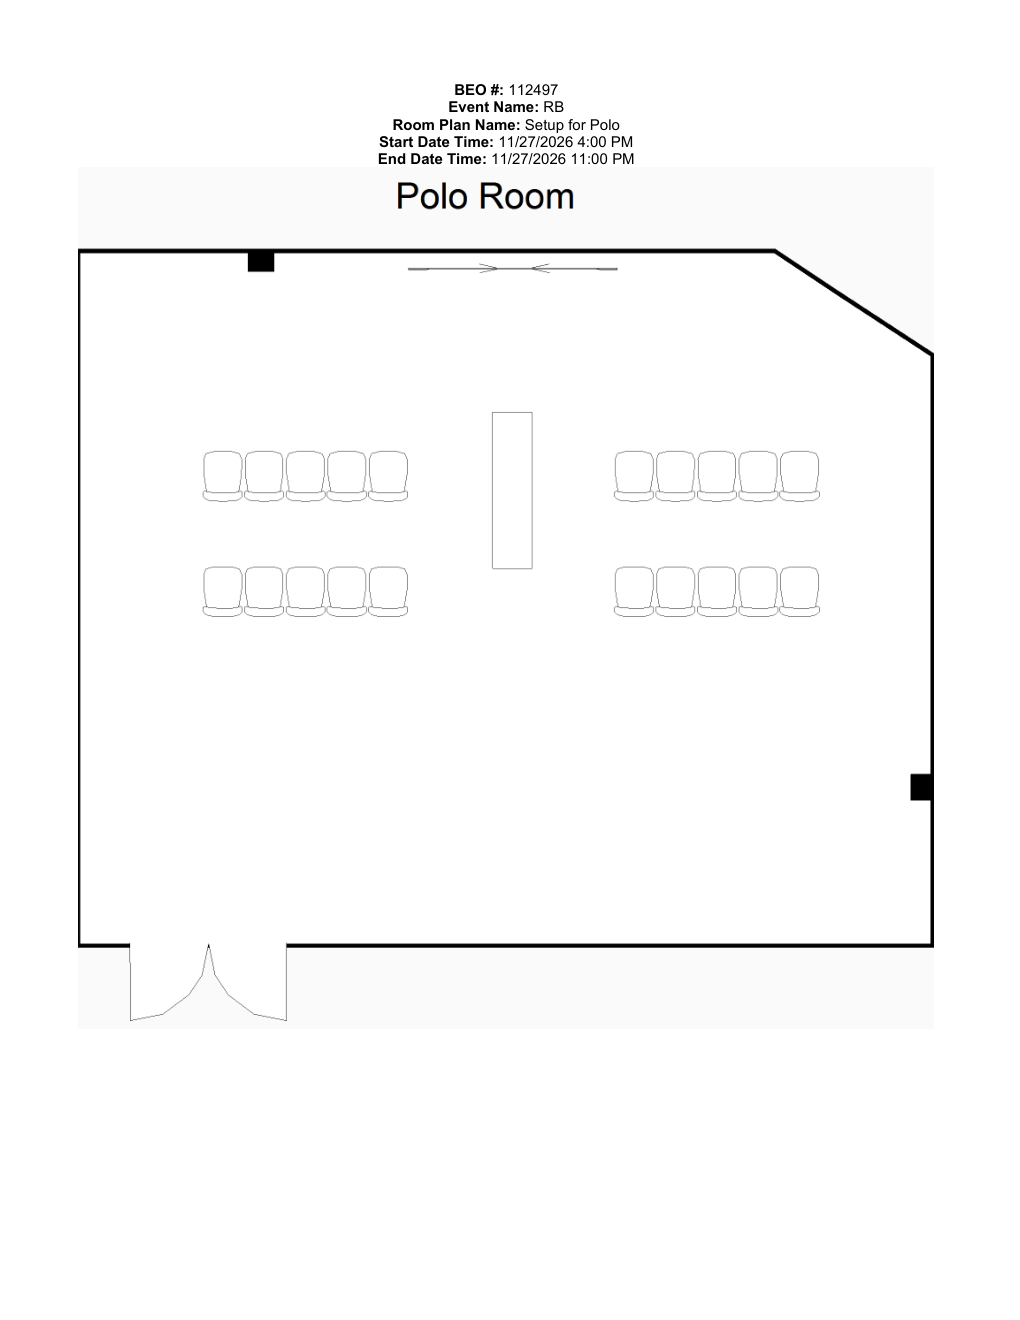 BEO #: 112497
Event Name: RB
Room Plan Name: Setup for Polo
Start Date Time: 11/27/2026 4:00 PM
End Date Time: 11/27/2026 11:00 PM
Polo Room